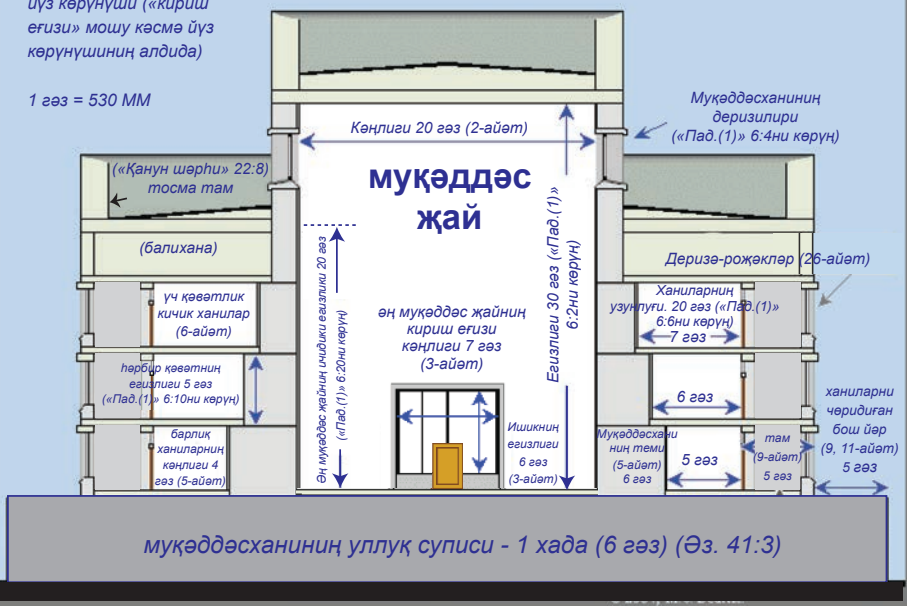 йүз көрүнүши («кириш
еғизи» мошу кәсмә йүз
көрүнүшиниң алдида)
1 гәз = 530 ММ
Муқәддәсханиниң
деризилири
(«Пад.(1)» 6:4ни көрүң)
Кәңлиги 20 гәз (2-айәт)
(«Қанун шәрһи» 22:8)
тосма там
муқәддәс
җай
Егизлиги 30 гәз («Пад.(1)»
6:2ни көрүң)
(балихана)
Деризә-роҗәкләр (26-айәт)
Әң муқәддәс җайниң ичидики егизлиги 20 гәз
(«Пад.(1)» 6:20ни көрүң)
үч қәвәтлик
кичик ханилар
(6-айәт)
Ханиларниң
узунлуғи. 20 гәз («Пад.(1)»
6:6ни көрүң)
7 гәз
әң муқәддәс җайниң
кириш еғизи
кәңлиги 7 гәз
(3-айәт)
һәрбир қәвәтниң
егизлиги 5 гәз
(«Пад.(1)» 6:10ни көрүң)
6 гәз
ханиларни
чөридиған
бош йәр
(9, 11-айәт)
5 гәз
барлиқ
ханиларниң
кәңлиги 4
гәз (5-айәт)
Ишикниң
егизлиги
6 гәз
(3-айәт)
Муқәддәсхани
ниң теми
(5-айәт)
6 гәз
5 гәз
там
(9-айәт)
5 гәз
муқәддәсханиниң уллуқ суписи - 1 хада (6 гәз) (Әз. 41:3)